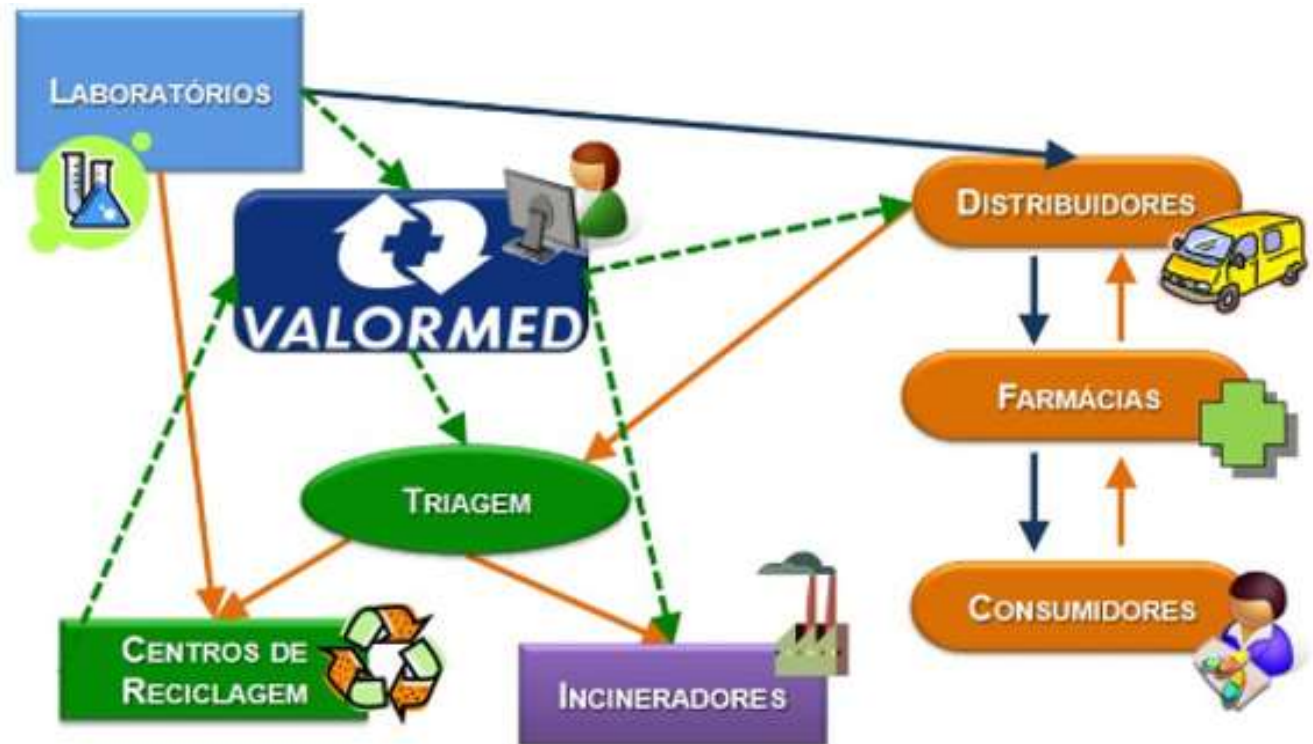 LABORATÓRIOS
DISTRIBUIDORES
VALORMED
FARMÁCIAS
TRIAGEM
CONSUMIDORES
CENTROS DE
RECICLAGEM
INCINERADORES